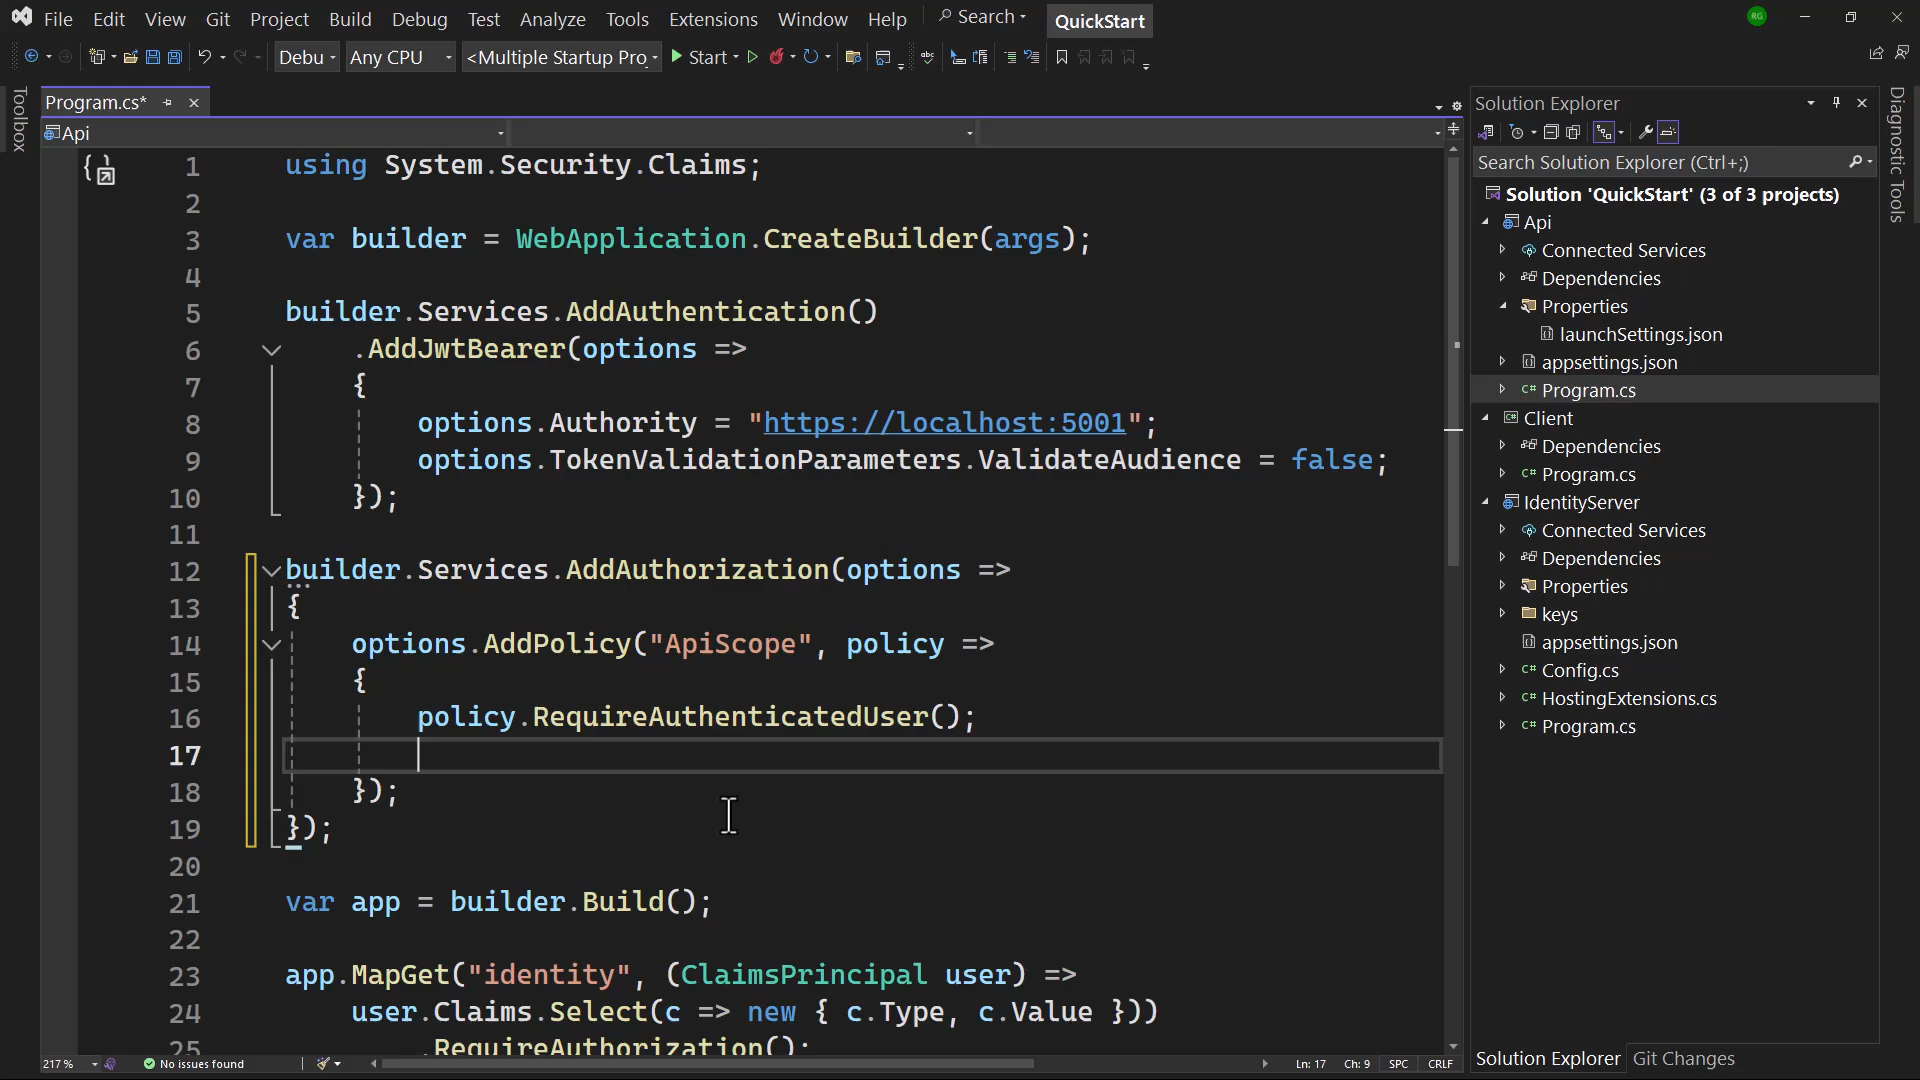 File Edit View Git Project Build Debug Test Analyze Tools Extensions Window Help Search QuickStart RG
Debu Any CPU <Multiple Startup Pro Start
Toolbox
Program.cs*
Api
1 using System.Security.Claims;
2
3 var builder = WebApplication.CreateBuilder(args);
4
5 builder.Services.AddAuthentication()
6 .AddJwtBearer(options =>
7 {
8 options.Authority = "https://localhost:5001";
9 options.TokenValidationParameters.ValidateAudience = false;
10 });
11
12 builder.Services.AddAuthorization(options =>
13 {
14 options.AddPolicy("ApiScope", policy =>
15 {
16 policy.RequireAuthenticatedUser();
17
18 });
19 });
20
21 var app = builder.Build();
22
23 app.MapGet("identity", (ClaimsPrincipal user) =>
24 user.Claims.Select(c => new { c.Type, c.Value }))
25 .RequireAuthorization();
217 % No issues found Ln: 17 Ch: 9 SPC CRLF
Solution Explorer
Search Solution Explorer (Ctrl+;)
Solution 'QuickStart' (3 of 3 projects)
Api
Connected Services
Dependencies
Properties
launchSettings.json
appsettings.json
C# Program.cs
C# Client
Dependencies
C# Program.cs
IdentityServer
Connected Services
Dependencies
Properties
keys
appsettings.json
C# Config.cs
C# HostingExtensions.cs
C# Program.cs
Solution Explorer Git Changes
Diagnostic Tools